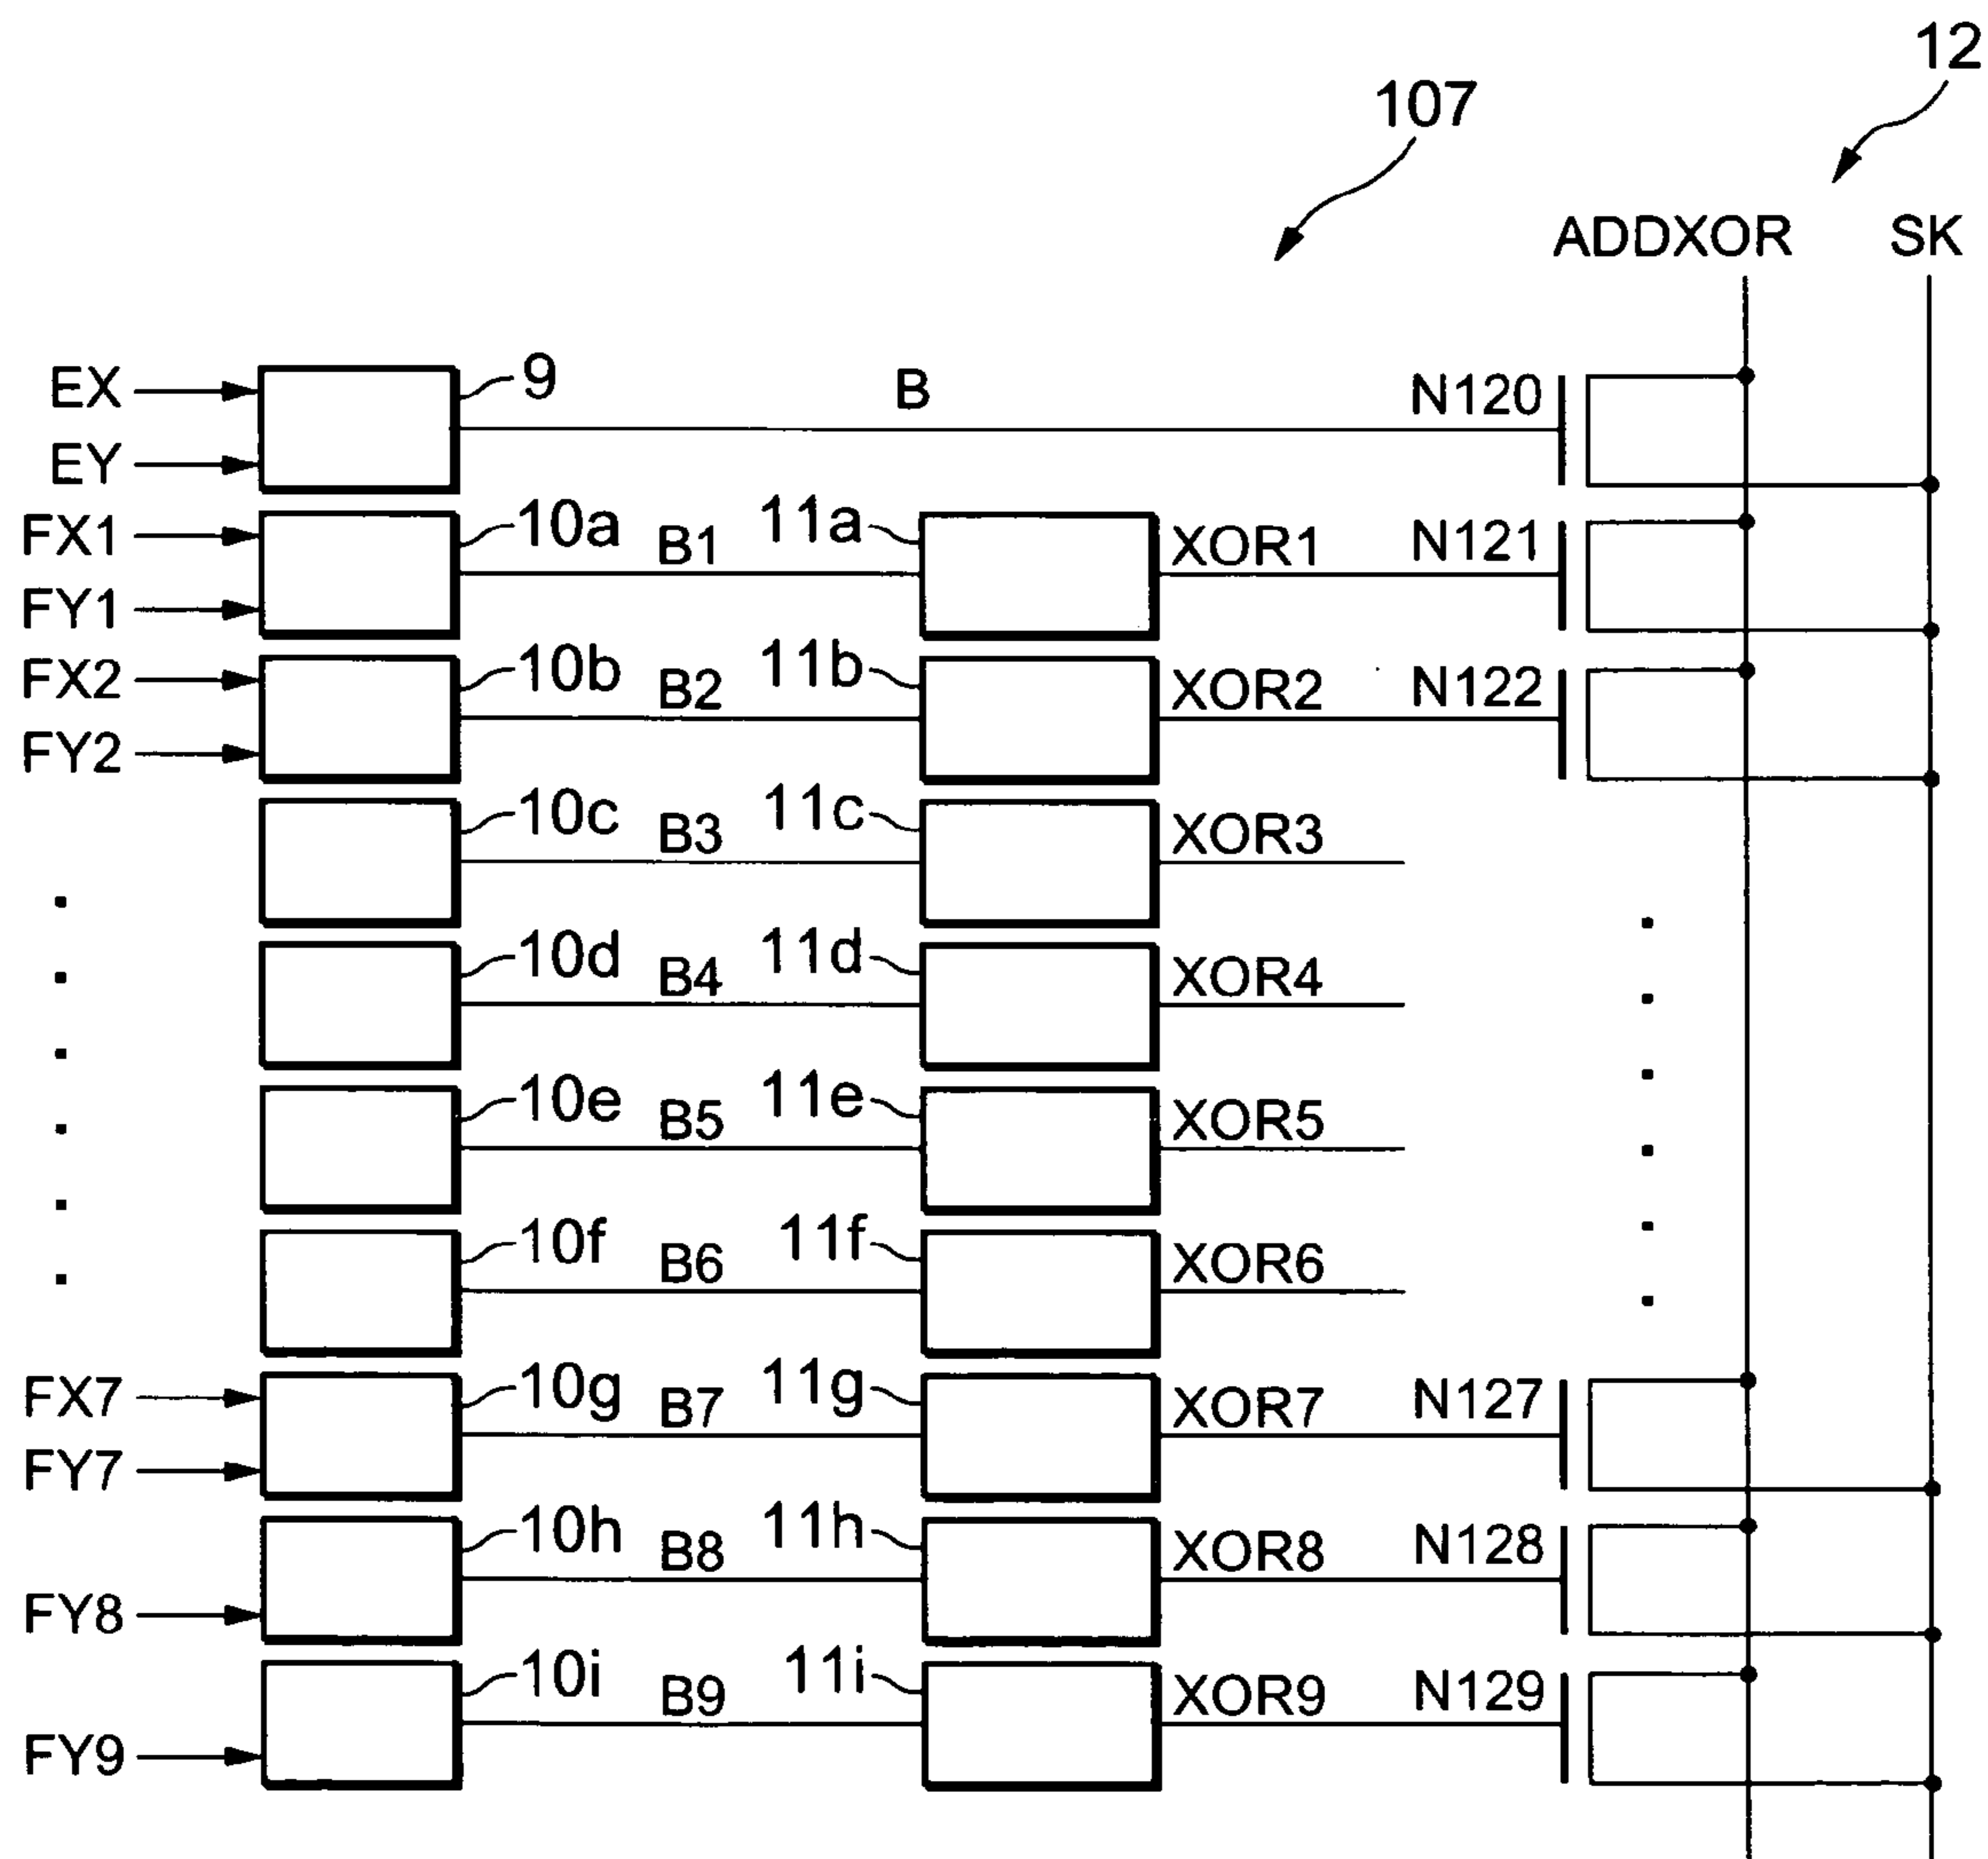 12
107
ADDXOR SK
EX 9 B N120
EY
FX1 10a B1 11a XOR1 N121
FY1
FX2 10b B2 11b XOR2 N122
FY2
10c B3 11c XOR3
10d B4 11d XOR4
10e B5 11e XOR5
10f B6 11f XOR6
FX7 10g B7 11g XOR7 N127
FY7
10h B8 11h XOR8 N128
FY8
10i B9 11i XOR9 N129
FY9